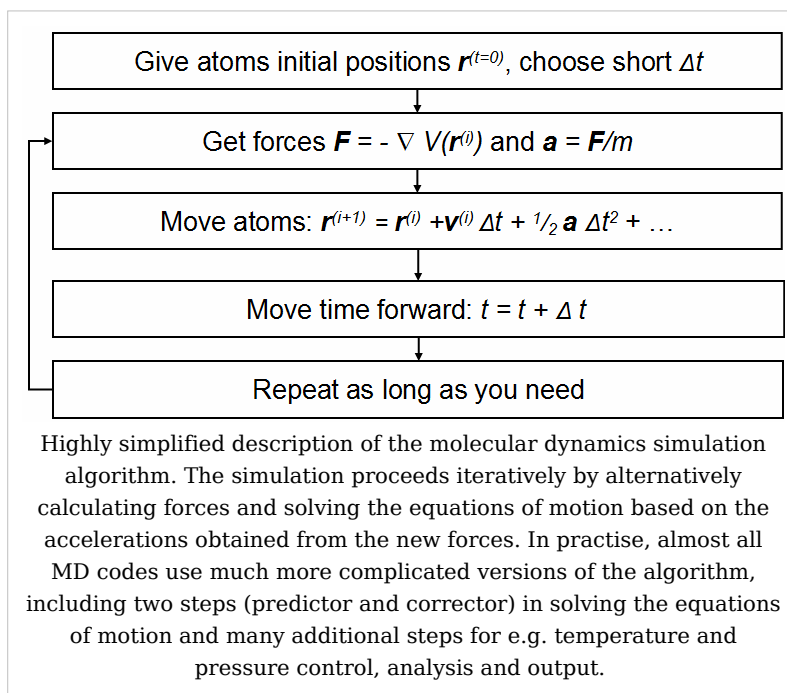 Give atoms initial positions r⁽ᵗ⁼⁰⁾, choose short Δt
Get forces F = - ∇ V(r⁽ⁱ⁾) and a = F/m
Move atoms: r⁽ⁱ⁺¹⁾ = r⁽ⁱ⁾ +v⁽ⁱ⁾ Δt + ¹/₂ a Δt² + …
Move time forward: t = t + Δ t
Repeat as long as you need
Highly simplified description of the molecular dynamics simulation
algorithm. The simulation proceeds iteratively by alternatively
calculating forces and solving the equations of motion based on the
accelerations obtained from the new forces. In practise, almost all
MD codes use much more complicated versions of the algorithm,
including two steps (predictor and corrector) in solving the equations
of motion and many additional steps for e.g. temperature and
pressure control, analysis and output.